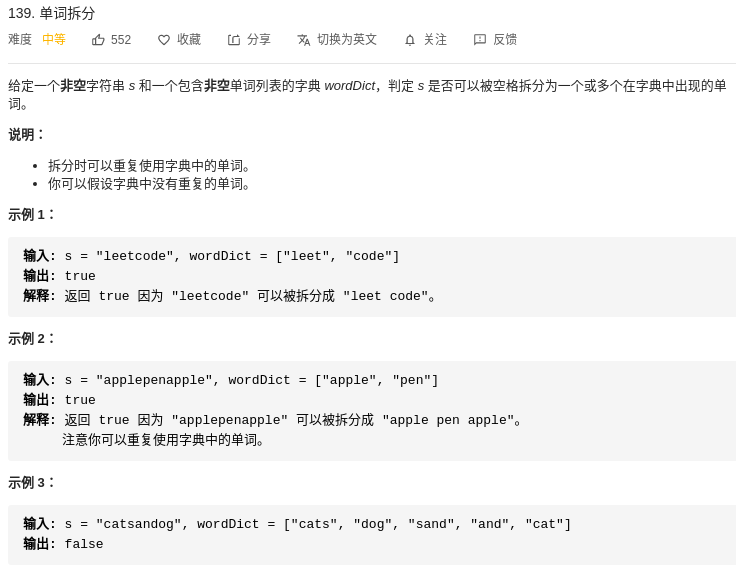 139. 单词拆分
难度 中等 552 收藏 分享 切换为英文 关注 反馈
给定一个非空字符串 s 和一个包含非空单词列表的字典 wordDict，判定 s 是否可以被空格拆分为一个或多个在字典中出现的单
词。
说明：
• 拆分时可以重复使用字典中的单词。
• 你可以假设字典中没有重复的单词。
示例 1：
输入: s = "leetcode", wordDict = ["leet", "code"]
输出: true
解释: 返回 true 因为 "leetcode" 可以被拆分成 "leet code"。
示例 2：
输入: s = "applepenapple", wordDict = ["apple", "pen"]
输出: true
解释: 返回 true 因为 "applepenapple" 可以被拆分成 "apple pen apple"。
注意你可以重复使用字典中的单词。
示例 3：
输入: s = "catsandog", wordDict = ["cats", "dog", "sand", "and", "cat"]
输出: false